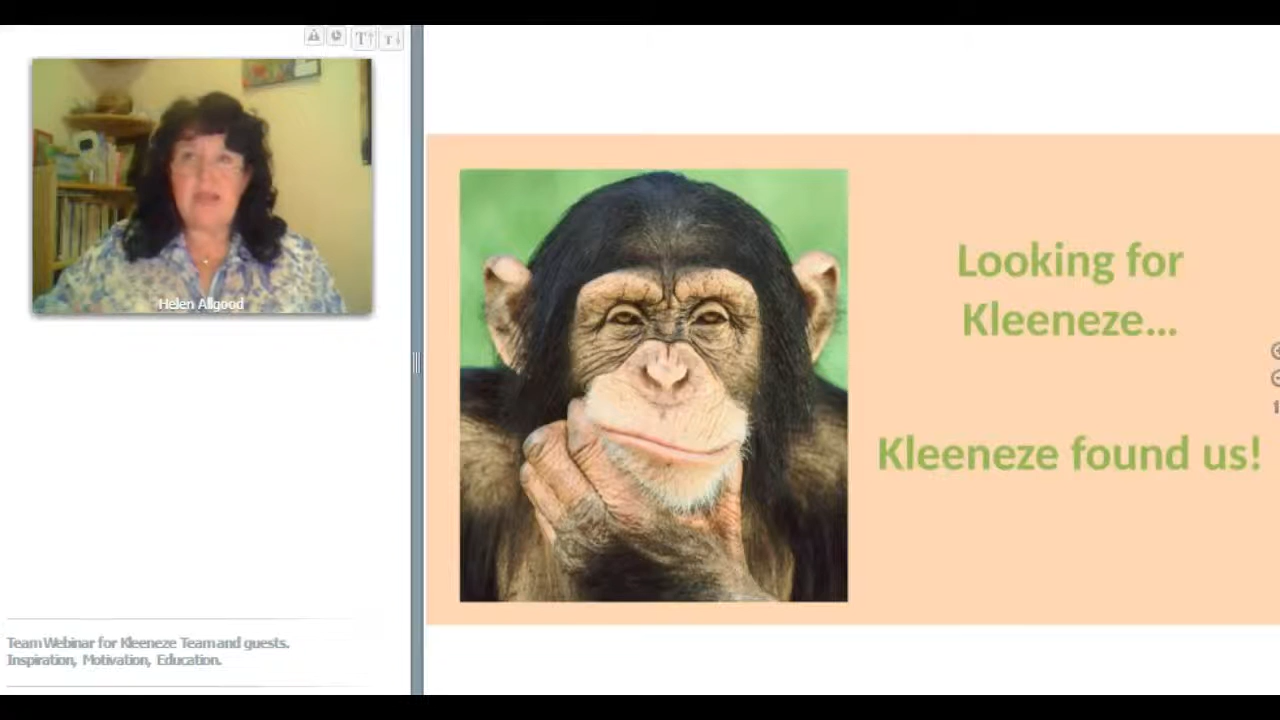 T↑ T↓
Helen Allgood
Team Webinar for Kleeneze Team and guests.
Inspiration, Motivation, Education.
Looking for
Kleeneze...
Kleeneze found us!